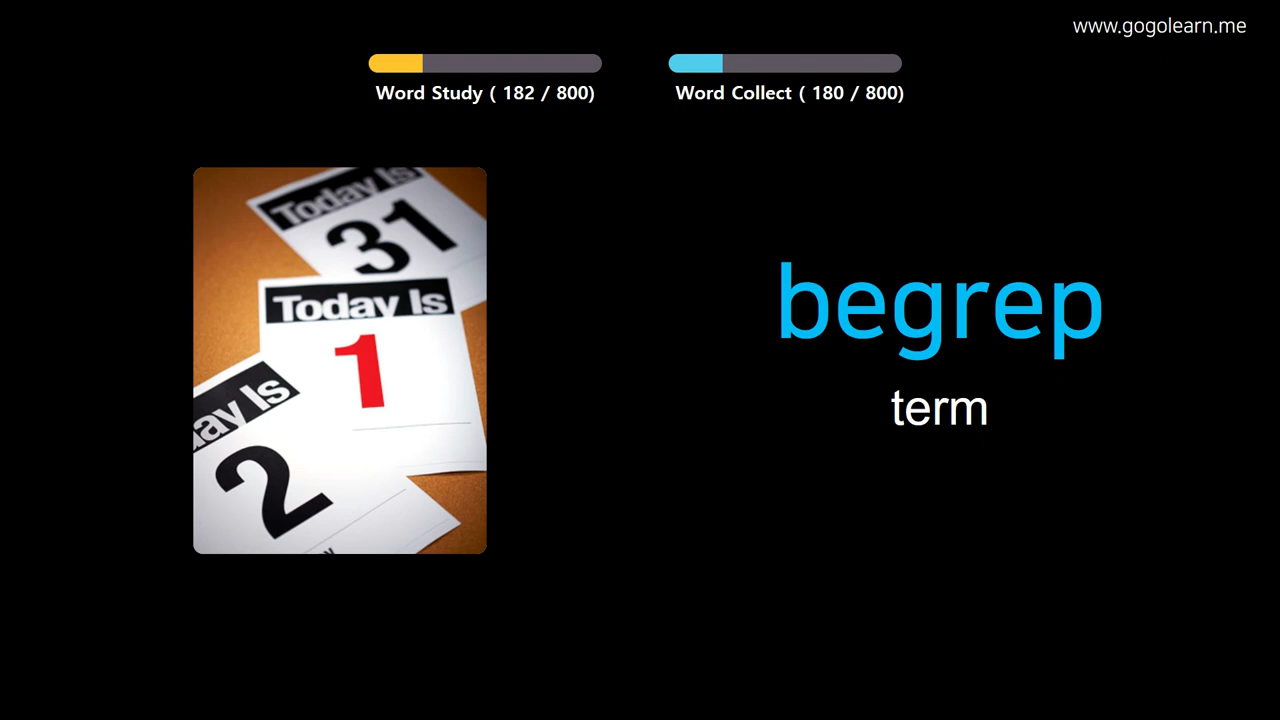 www.gogolearn.me
Word Study ( 182 / 800)
Word Collect ( 180 / 800)
Today Is
31
Today Is
1
ay Is
2
begrep
term